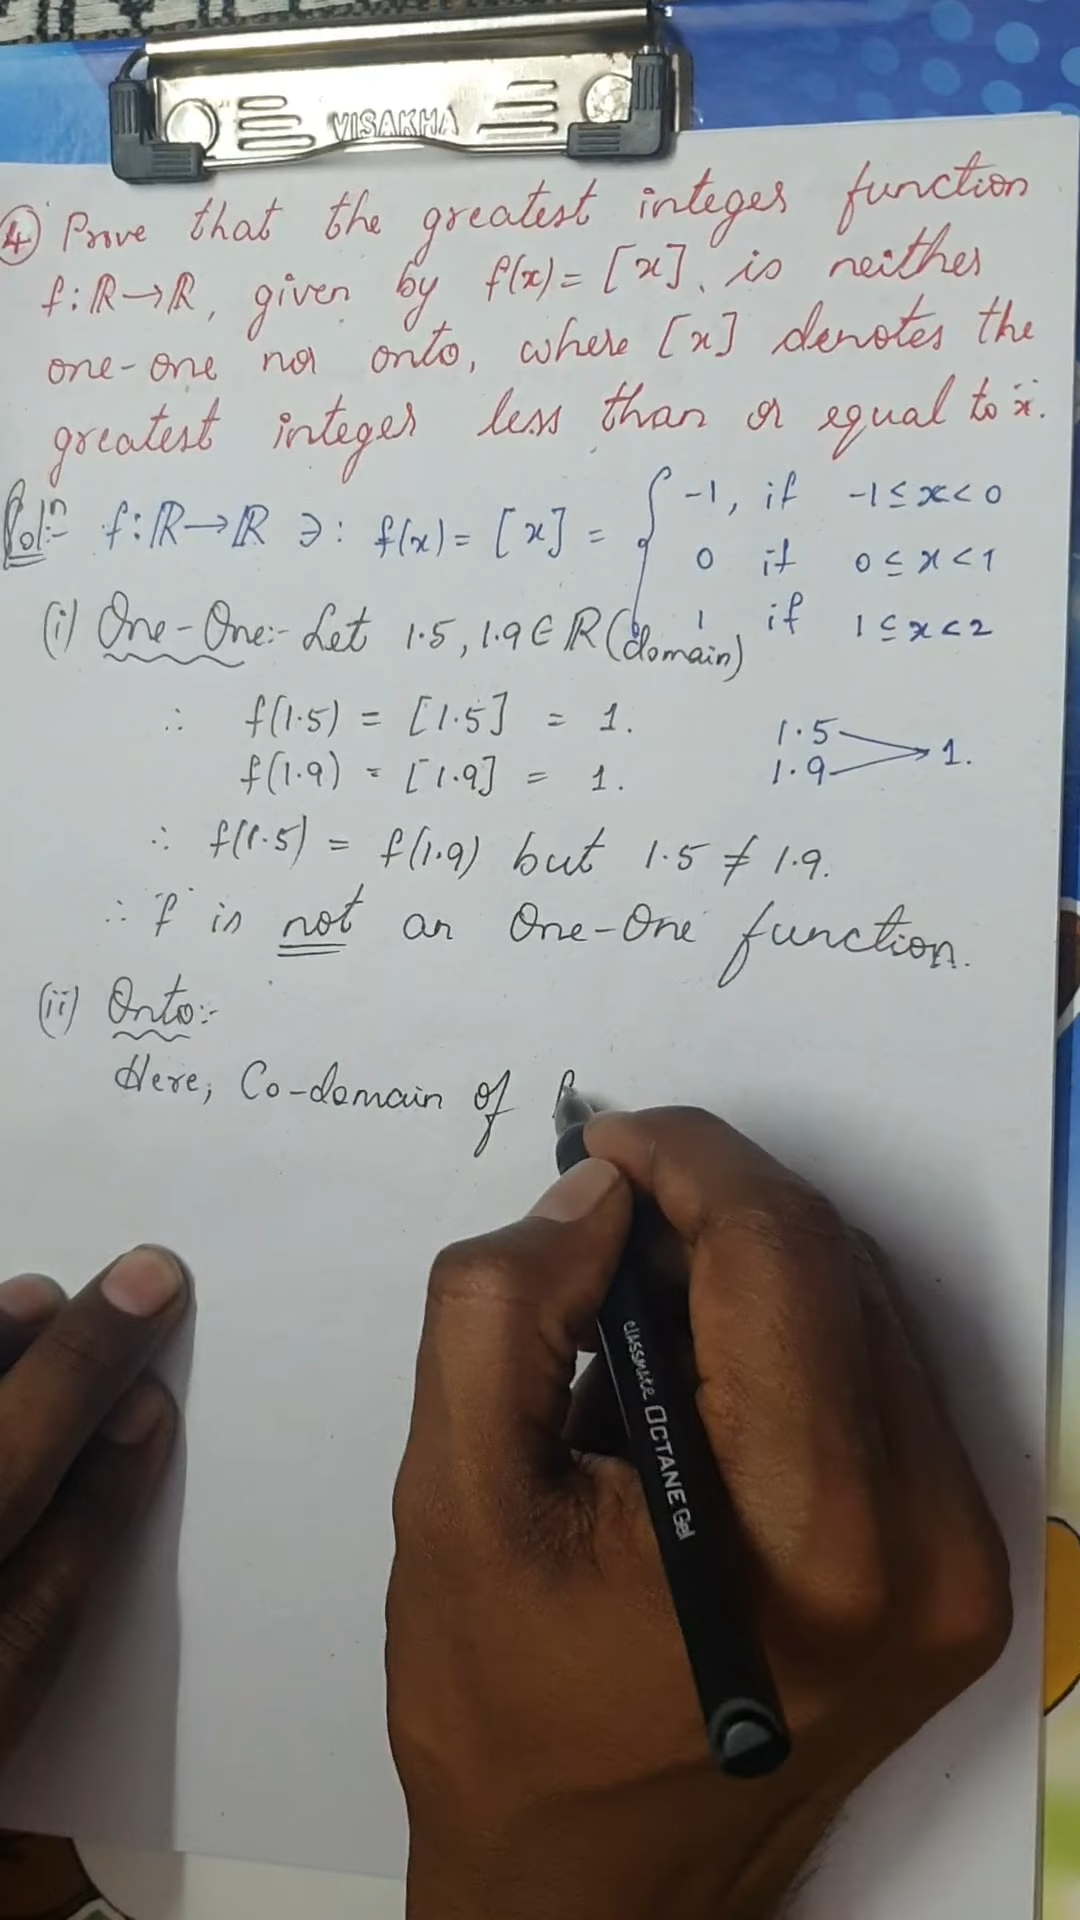 VISAKHA
④ Prove that the greatest integer function
f:ℝ→ℝ, given by f(x)=[x], is neither
one-one nor onto, where [x] denotes the
greatest integer less than or equal to x.
Sol:- f:ℝ→ℝ ∋: f(x)=[x]= { -1, if -1≤x<0
0 if 0≤x<1
1 if 1≤x<2
(i) One-One:- Let 1.5, 1.9∈ℝ(domain)
∴ f(1.5) = [1.5] = 1.
f(1.9) = [1.9] = 1.
1.5
1.9 → 1.
∴ f(1.5) = f(1.9) but 1.5 ≠ 1.9.
∴ 'f' is not an One-One function.
(ii) Onto:-
Here, Co-domain of
classmate OCTANE Gel